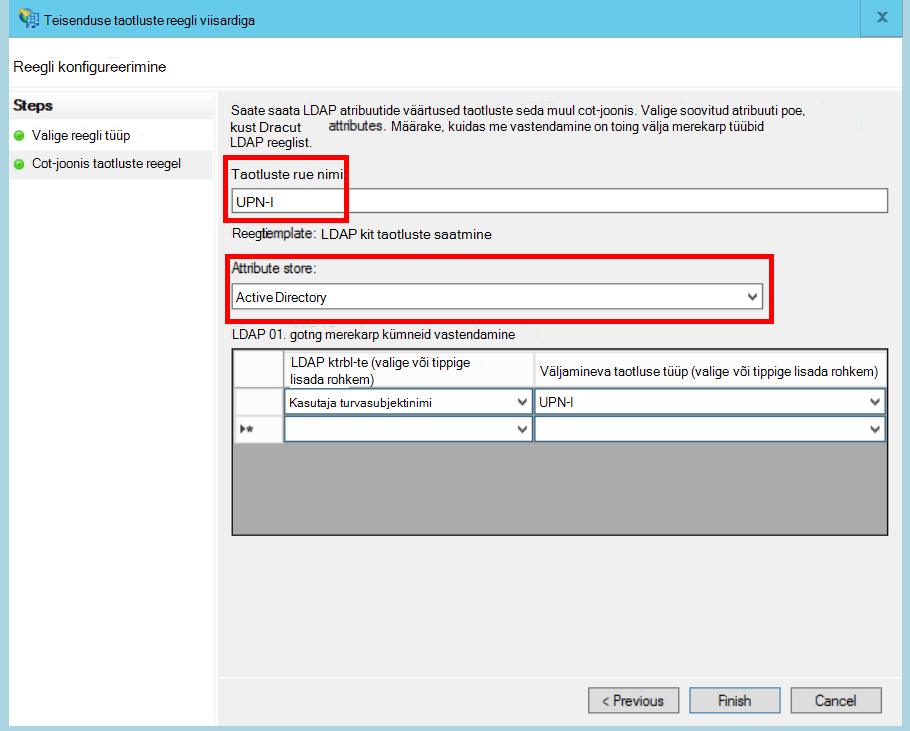 Teisenduse taotluste reegli viisardiga
x
Reegli konfigureerimine
Steps
Valige reegli tüüp
Cot-joonis taotluste reegel
Saate saata LDAP atribuutide väärtused taotluste seda muul cot-joonis. Valige soovitud atribuuti poe,
kust Dracut attributes. Määrake, kuidas me vastendamine on toing välja merekarp tüübid
LDAP reeglist.
Taotluste rue nimi
UPN-I
Reegtiemplate: LDAP kit taotluste saatmine
Attribute store:
Active Directory
LDAP 01. gotng merekarp kümneid vastendamine
LDAP ktrbl-te (valige või tippige
lisada rohkem)
Väljamineva taotluse tüüp (valige või tippige lisada rohkem)
Kasutaja turvasubjektinimi
UPN-I
< Previous
Finish
Cancel